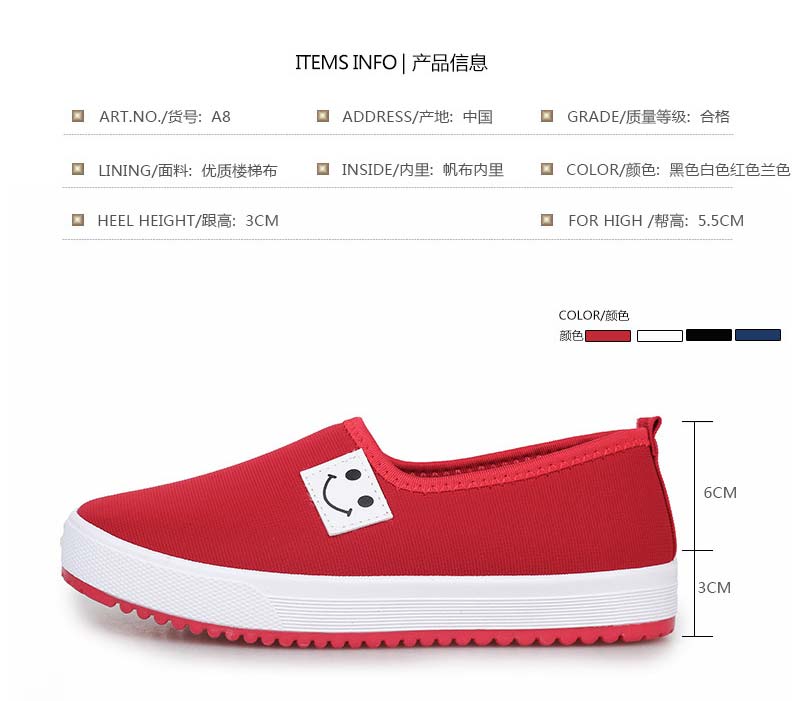 ITEMS INFO | 产品信息
ART.NO./货号: A8 ADDRESS/产地: 中国 GRADE/质量等级: 合格
LINING/面料: 优质楼梯布 INSIDE/内里: 帆布内里 COLOR/颜色: 黑色白色红色兰色
HEEL HEIGHT/跟高: 3CM FOR HIGH /帮高: 5.5CM
COLOR/颜色
颜色
6CM
3CM